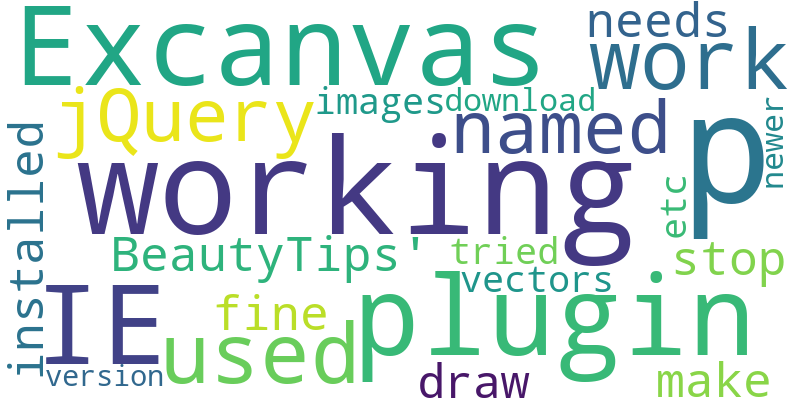 Excanvas
needs
work
jQuery
images
download
named
newer
working
p
installed
etc
BeautyTips'
tried
stop
vectors
IE
plugin
fine
used
version
draw
make